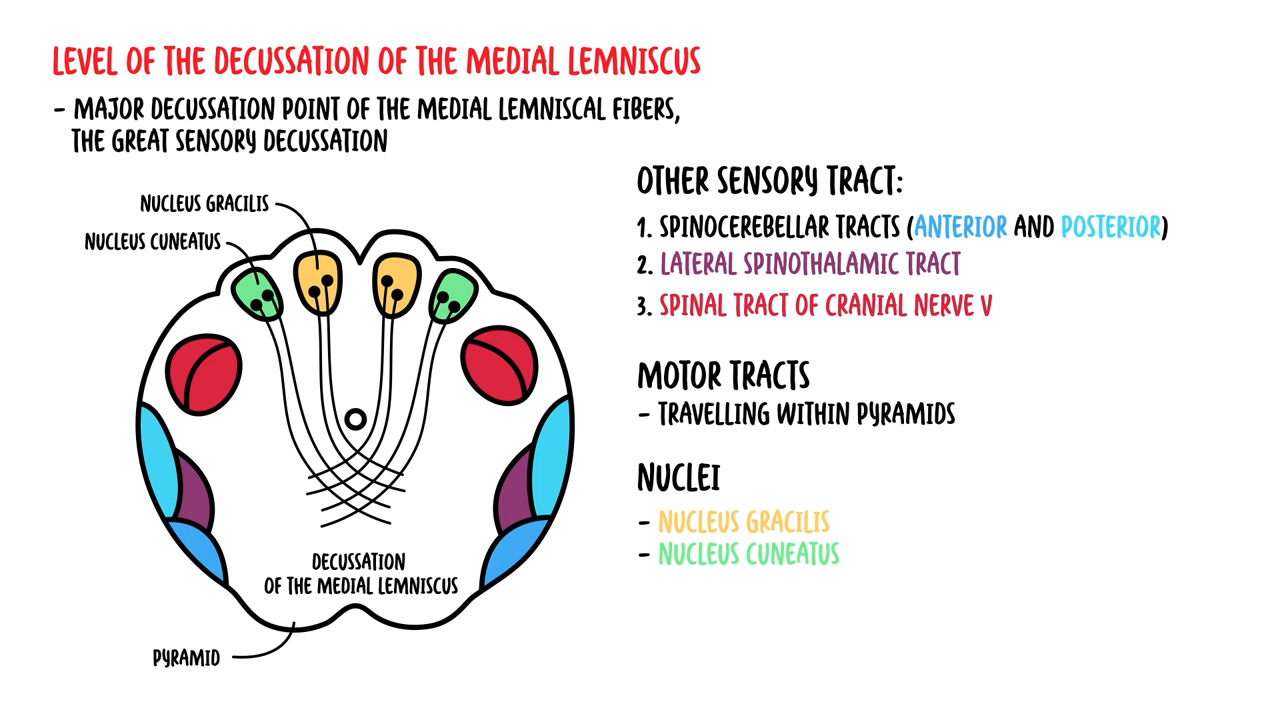 LEVEL OF THE DECUSSATION OF THE MEDIAL LEMNISCUS
- MAJOR DECUSSATION POINT OF THE MEDIAL LEMNISCAL FIBERS,
THE GREAT SENSORY DECUSSATION
NUCLEUS GRACILIS
NUCLEUS CUNEATUS
DECUSSATION
OF THE MEDIAL LEMNISCUS
PYRAMID
OTHER SENSORY TRACT:
1. SPINOCEREBELLAR TRACTS (ANTERIOR AND POSTERIOR)
2. LATERAL SPINOTHALAMIC TRACT
3. SPINAL TRACT OF CRANIAL NERVE V
MOTOR TRACTS
- TRAVELLING WITHIN PYRAMIDS
NUCLEI
- NUCLEUS GRACILIS
- NUCLEUS CUNEATUS